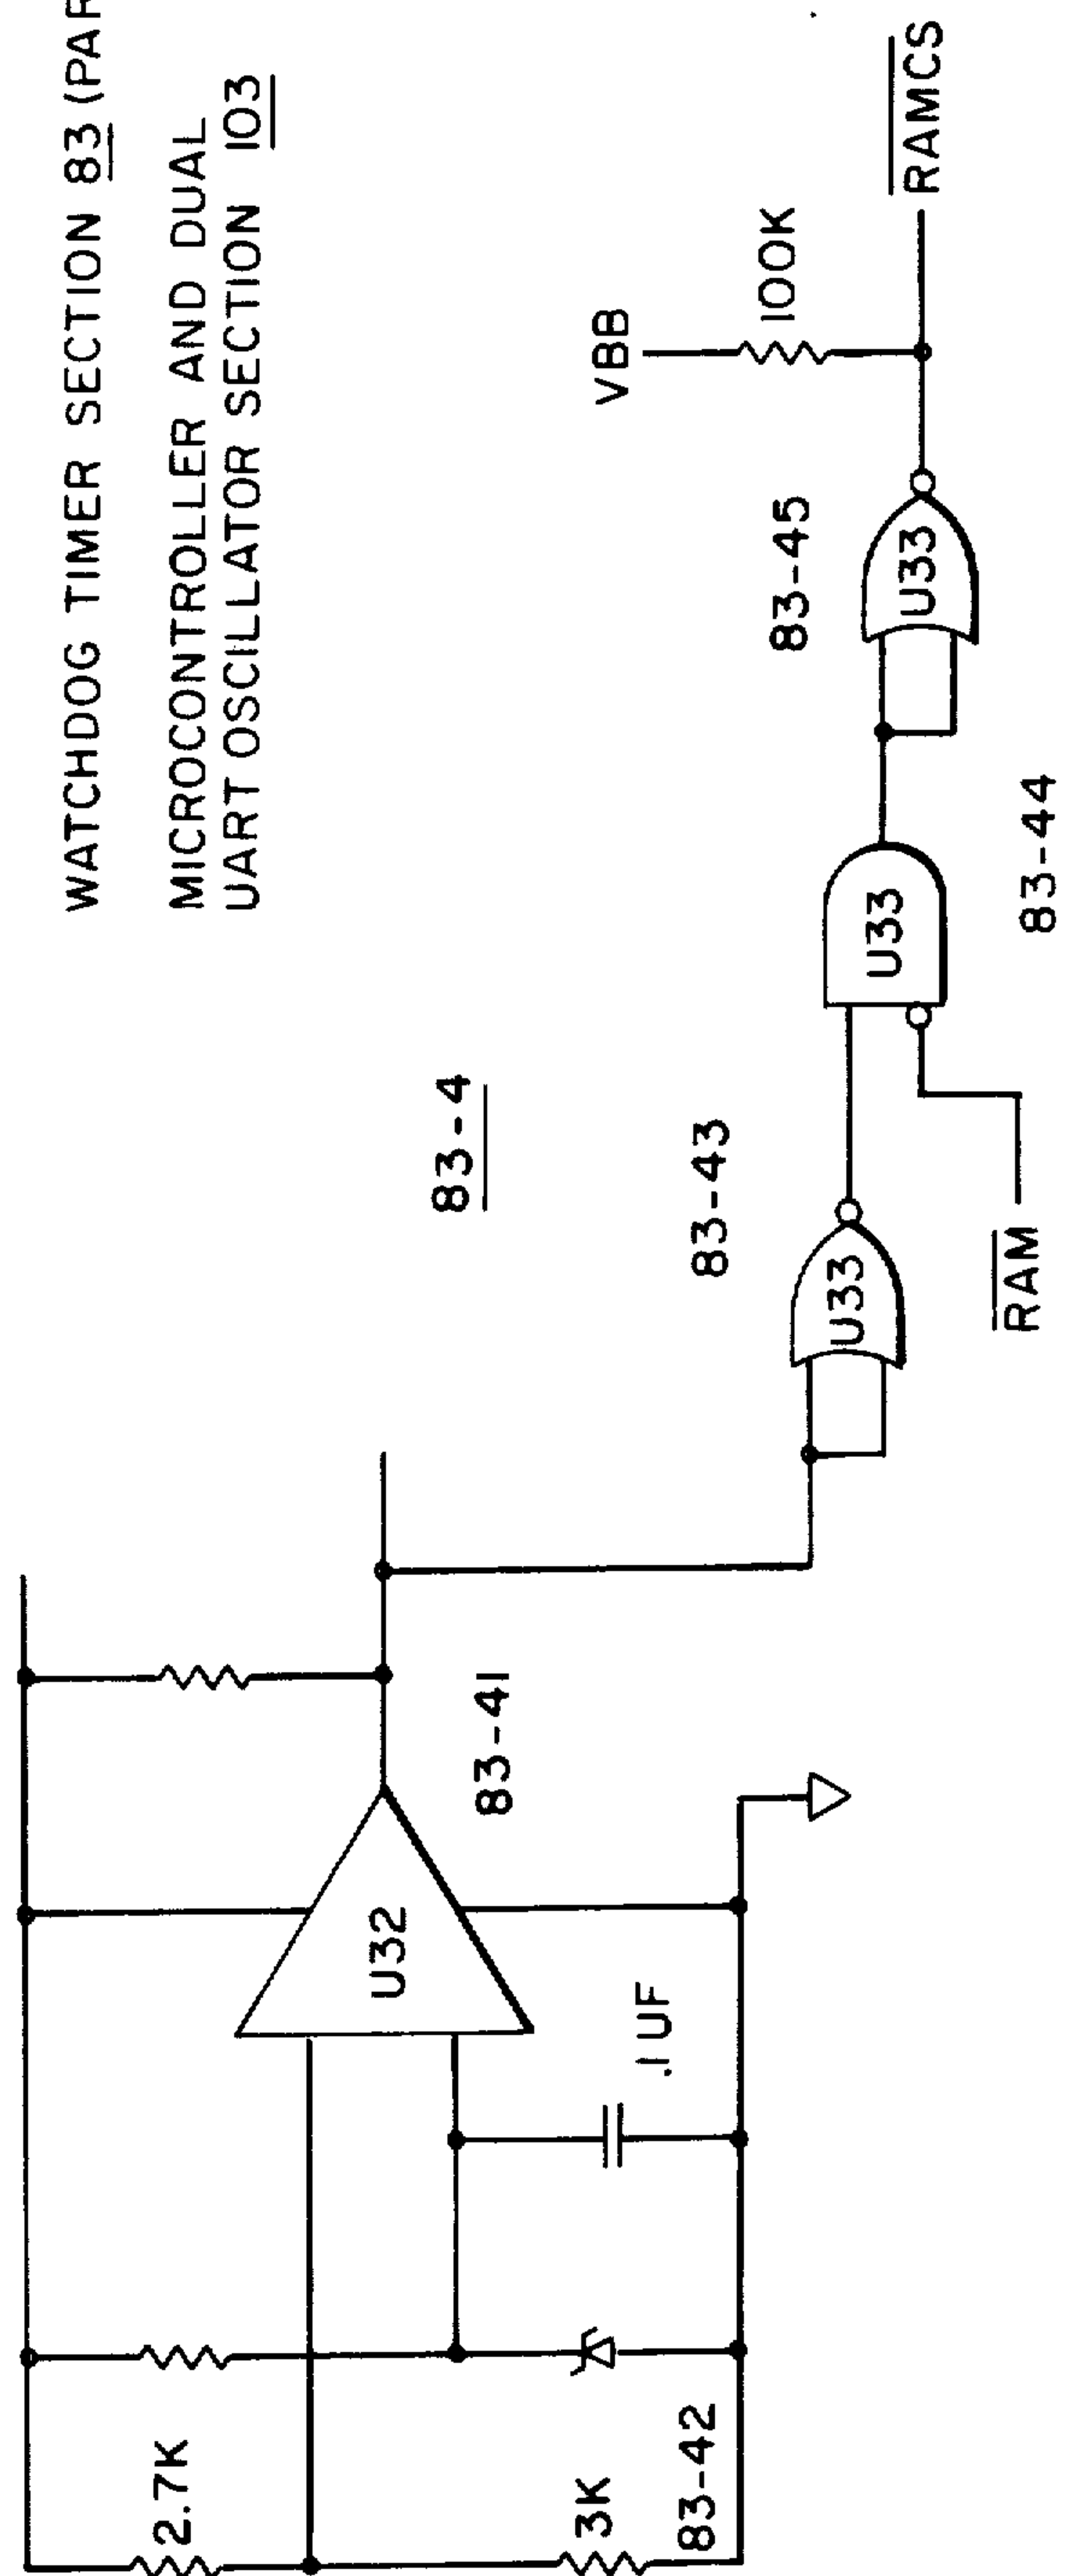 WATCHDOG TIMER SECTION 83 (PAR
MICROCONTROLLER AND DUAL
UART OSCILLATOR SECTION 103
2.7K
3K
83-42
.1 UF
U32
83-41
83-4
83-43
U33
RAM
U33
83-44
83-45
U33
VBB
100K
RAMCS